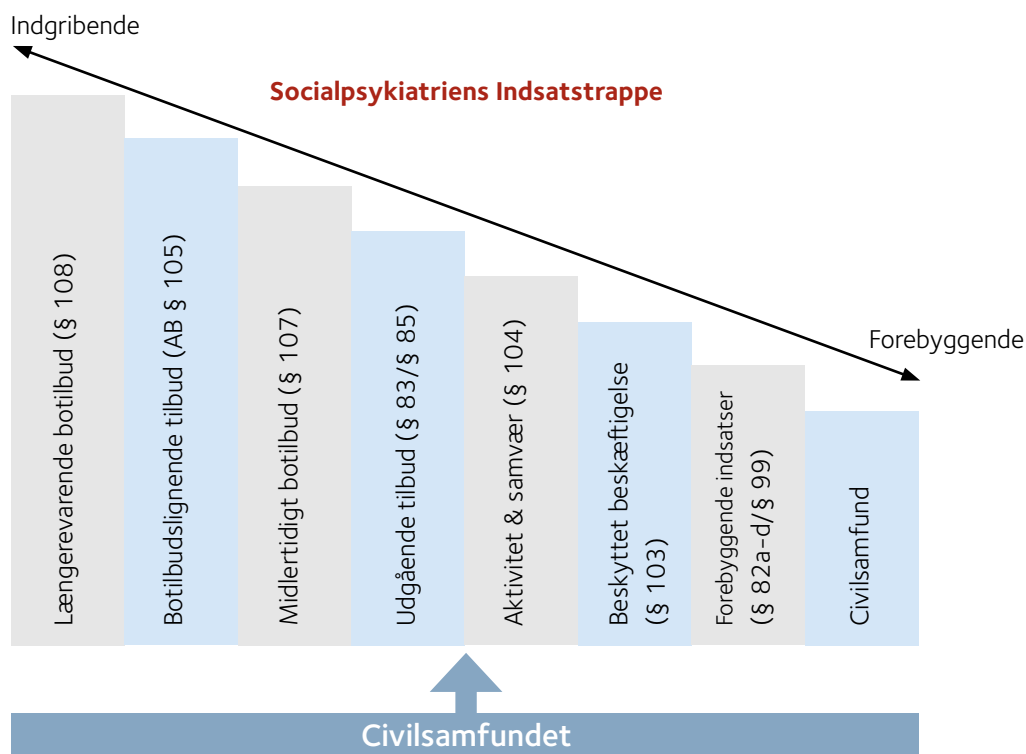 Indgribende
Socialpsykiatriens Indsatstrappe
Forebyggende
Længerevarende botilbud (§ 108)
Botilbudslignende tilbud (AB § 105)
Midlertidigt botilbud (§ 107)
Udgående tilbud (§ 83/§ 85)
Aktivitet & samvær (§ 104)
Beskyttet beskæftigelse
(§ 103)
Forebyggende indsatser
(§ 82a-d/§ 99)
Civilsamfund
Civilsamfundet